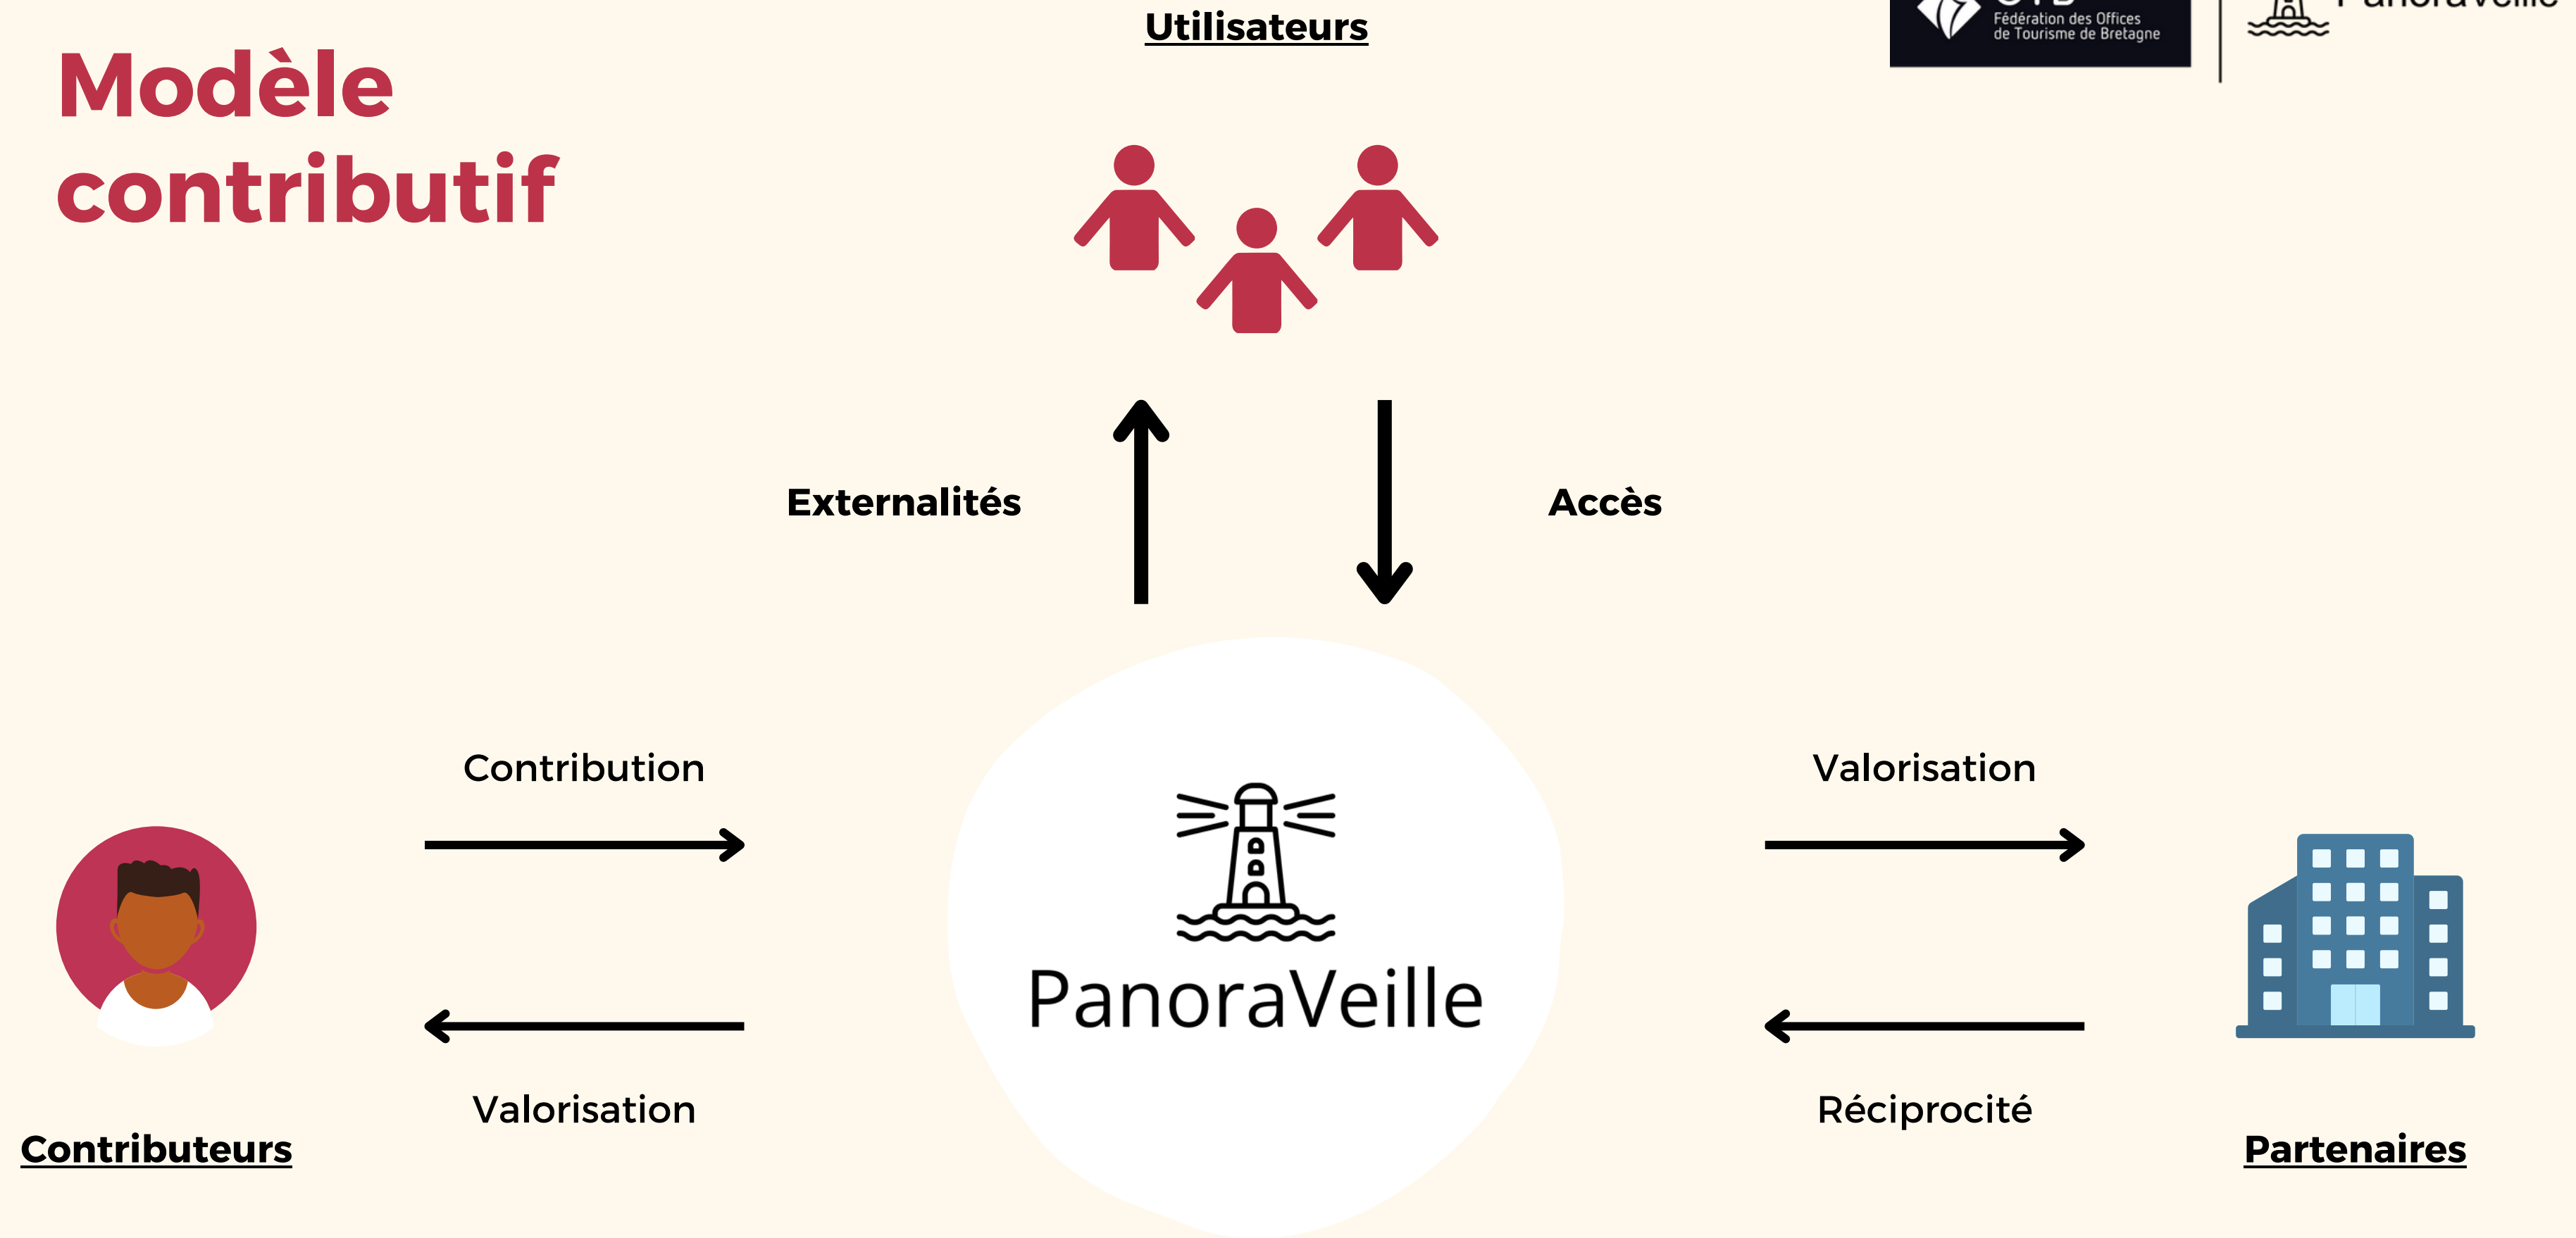 Utilisateurs
Fédération des Offices
de Tourisme de Bretagne
PanoraVeille
Modèle
contributif
Externalités
Accès
Contribution
Valorisation
PanoraVeille
Valorisation
Réciprocité
Contributeurs
Partenaires